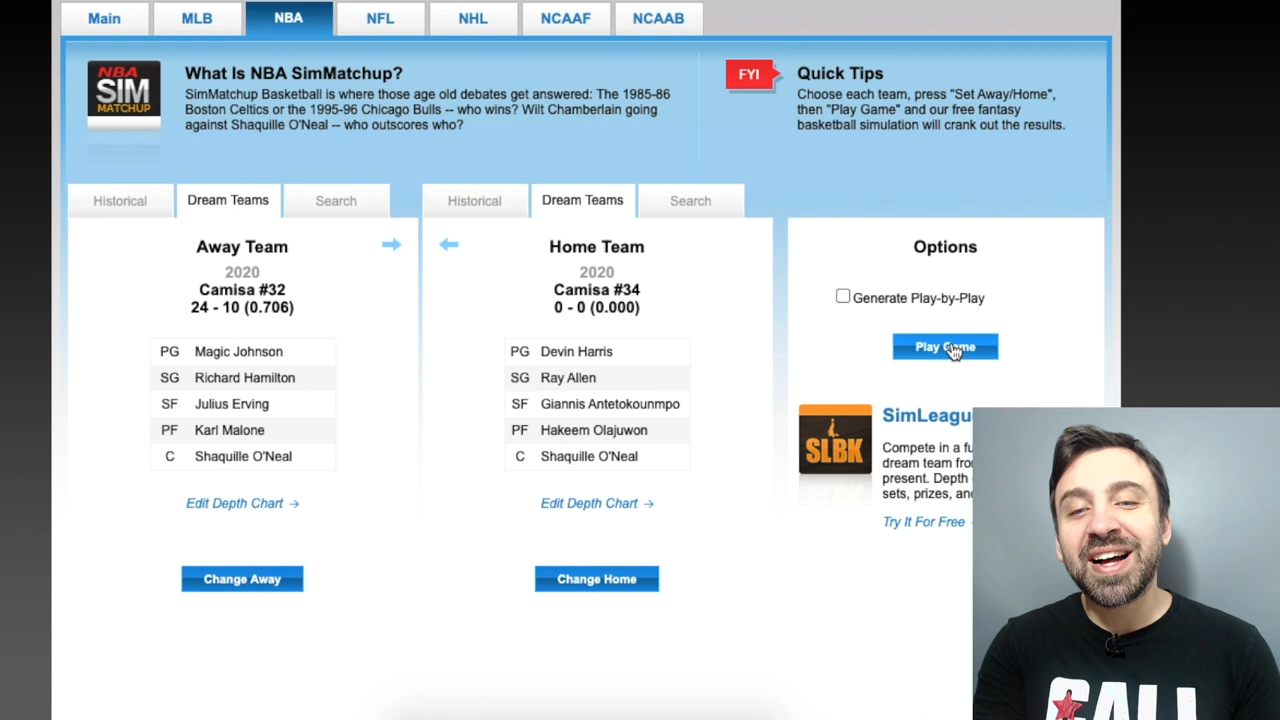 Main
MLB
NBA
NFL
NHL
NCAAF
NCAAB
NBA
SIM
MATCHUP
What Is NBA SimMatchup?
SimMatchup Basketball is where those age old debates get answered: The 1985-86
Boston Celtics or the 1995-96 Chicago Bulls -- who wins? Wilt Chamberlain going
against Shaquille O'Neal -- who outscores who?
FYI
Quick Tips
Choose each team, press "Set Away/Home",
then "Play Game" and our free fantasy
basketball simulation will crank out the results.
Historical
Dream Teams
Search
Away Team
2020
Camisa #32
24 - 10 (0.706)
PG Magic Johnson
SG Richard Hamilton
SF Julius Erving
PF Karl Malone
C Shaquille O'Neal
Edit Depth Chart →
Change Away
Historical
Dream Teams
Search
Home Team
2020
Camisa #34
0 - 0 (0.000)
PG Devin Harris
SG Ray Allen
SF Giannis Antetokounmpo
PF Hakeem Olajuwon
C Shaquille O'Neal
Edit Depth Chart →
Change Home
Options
Generate Play-by-Play
Play Game
SLBK
SimLeagu
Compete in a fu
dream team fro
present. Depth
sets, prizes, an
Try It For Free
CALL